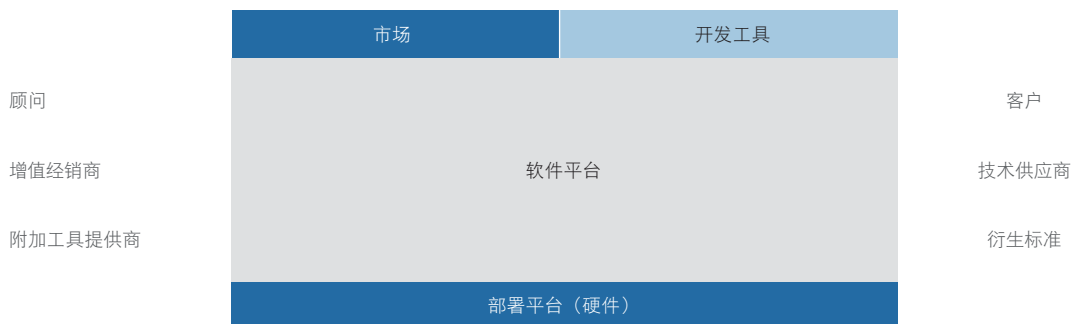 市场
开发工具
顾问
客户
增值经销商
软件平台
技术供应商
附加工具提供商
衍生标准
部署平台（硬件）